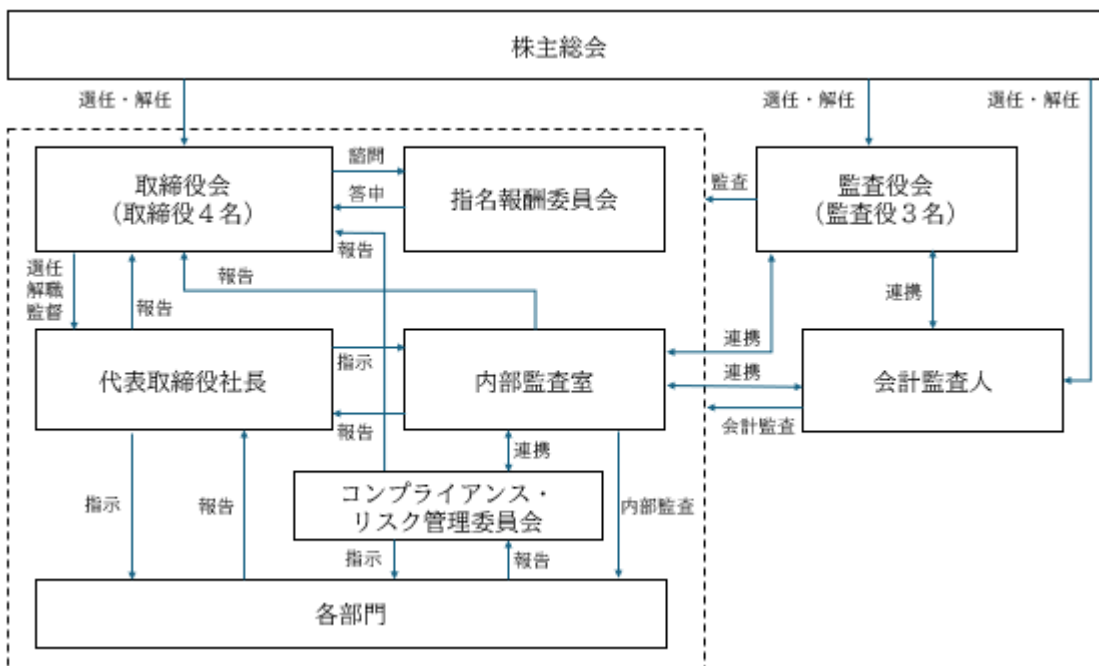 株主総会
選任・解任
選任・解任
選任・解任
取締役会
（取締役４名）
諮問
答申
指名報酬委員会
監査
監査役会
（監査役３名）
報告
選任
解職
監督
報告
報告
連携
代表取締役社長
指示
報告
内部監査室
連携
連携
会計監査
会計監査人
連携
コンプライアンス・
リスク管理委員会
指示
報告
内部監査
指示
報告
各部門